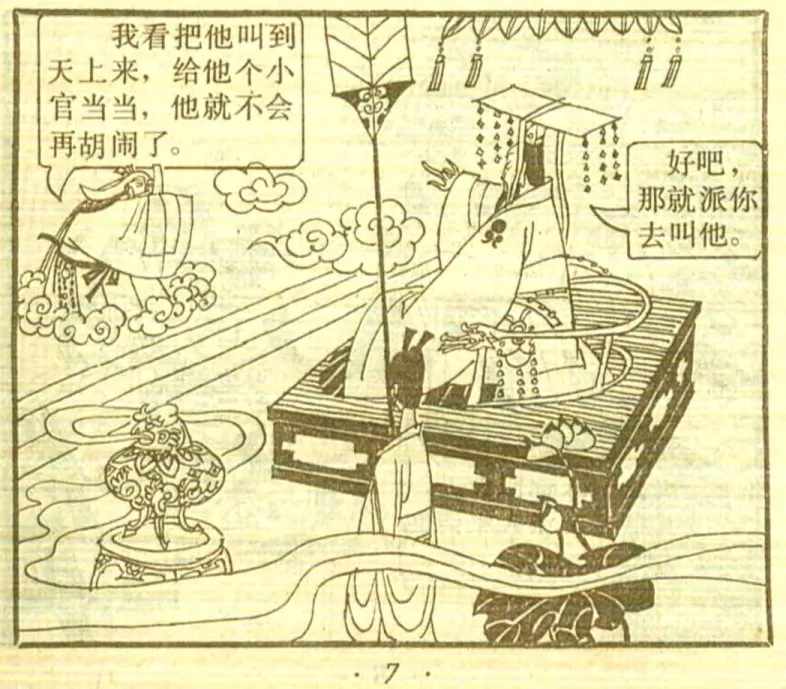 我看把他叫到
天上来，给他个小
官当当，他就不会
再胡闹了。
好吧，
那就派你
去叫他。
· 7 ·